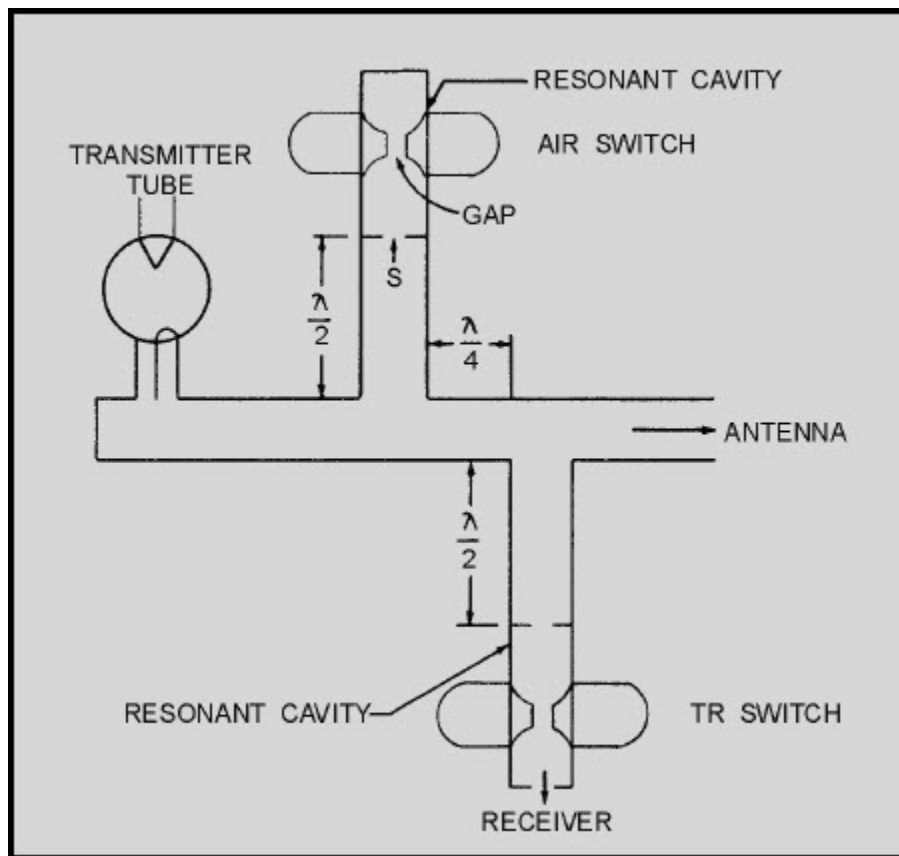 RESONANT CAVITY
AIR SWITCH
TRANSMITTER
TUBE
GAP
S
λ
2
λ
4
ANTENNA
λ
2
RESONANT CAVITY
TR SWITCH
RECEIVER